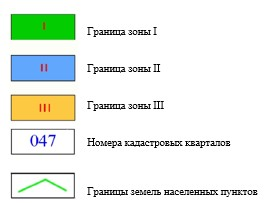 I Граница зоны I
II Граница зоны II
III Граница зоны III
047 Номера кадастровых кварталов
Границы земель населенных пунктов